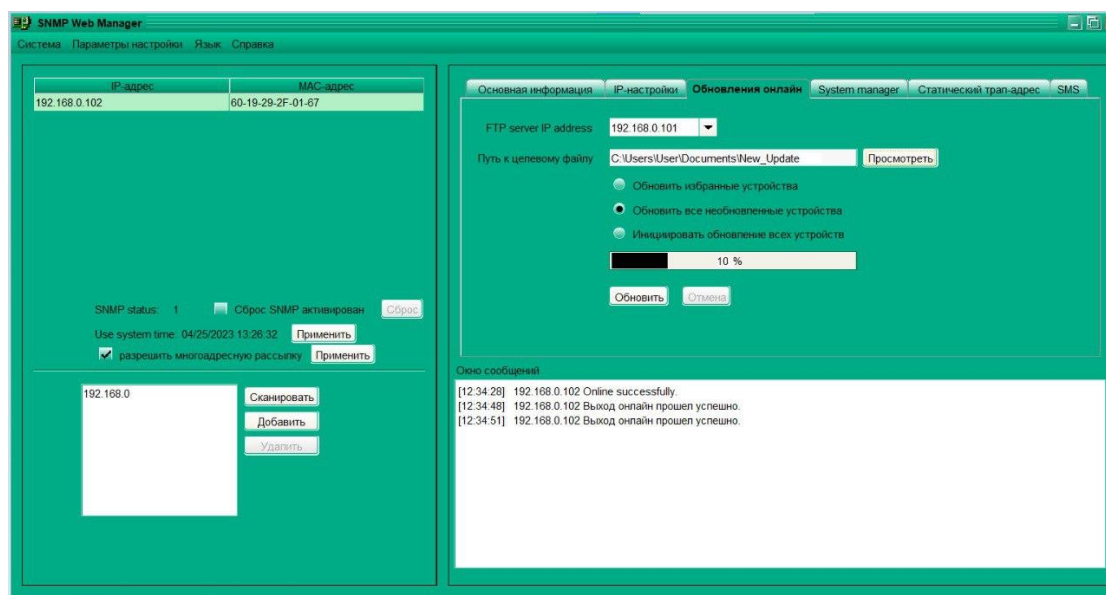 SNMP Web Manager
Система Параметры настройки Язык Справка
IP-адрес MAC-адрес
192.168.0.102 60-19-29-2F-01-67
SNMP status: 1 Сброс SNMP активирован Сброс
Use system time: 04/25/2023 13:26:32 Применить
разрешить многоадресную рассылку Применить
192.168.0
Сканировать
Добавить
Удалить
Основная информация IP-настройки Обновления онлайн System manager Статический трап-адрес SMS
FTP server IP address 192.168.0.101
Путь к целевому файлу C:\Users\User\Documents\New_Update Просмотреть
Обновить избранные устройства
Обновить все необновленные устройства
Инициировать обновление всех устройств
10 %
Обновить Отмена
Окно сообщений
[12:34:28] 192.168.0.102 Online successfully.
[12:34:48] 192.168.0.102 Выход онлайн прошел успешно.
[12:34:51] 192.168.0.102 Выход онлайн прошел успешно.